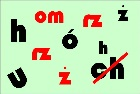 om rz ż
h ó h
rz
u ż ch